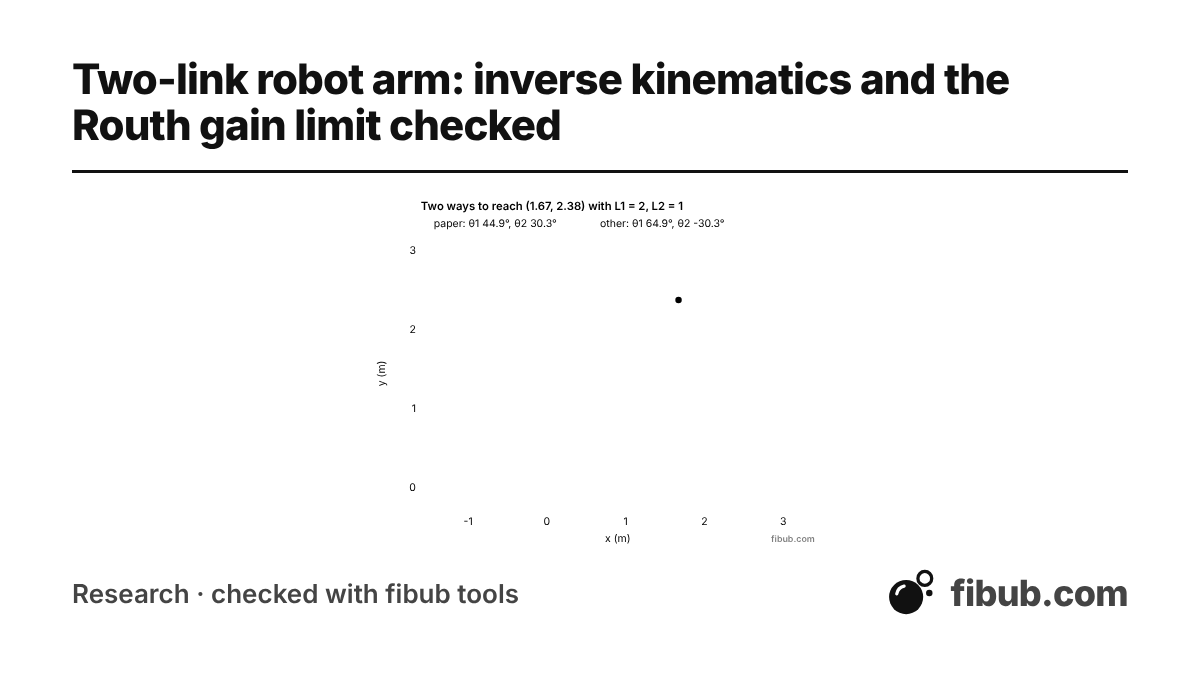 Two-link robot arm: inverse kinematics and the
Routh gain limit checked
Two ways to reach (1.67, 2.38) with L1 = 2, L2 = 1
paper: θ1 44.9°, θ2 30.3° other: θ1 64.9°, θ2 -30.3°
3
2
y (m)
1
0
-1 0 1 2 3
x (m)
fibub.com
Research · checked with fibub tools
fibub.com